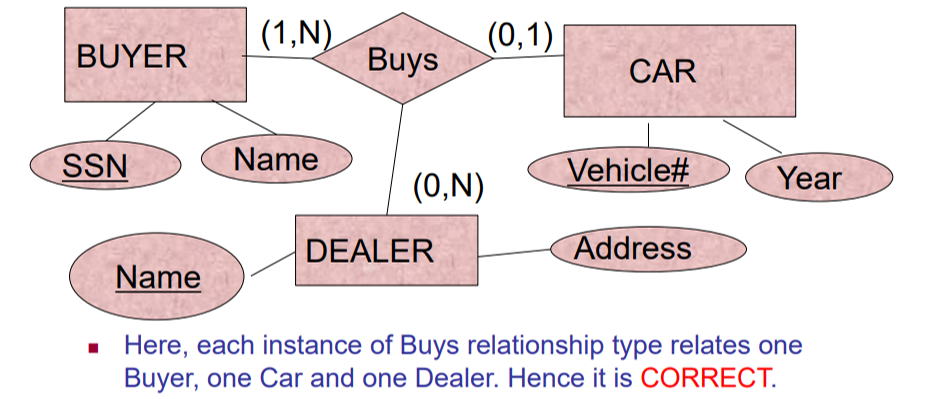 (1,N)
(0,1)
BUYER
Buys
CAR
SSN
Name
Vehicle#
Year
(0,N)
DEALER
Address
Name
Here, each instance of Buys relationship type relates one
Buyer, one Car and one Dealer. Hence it is CORRECT.